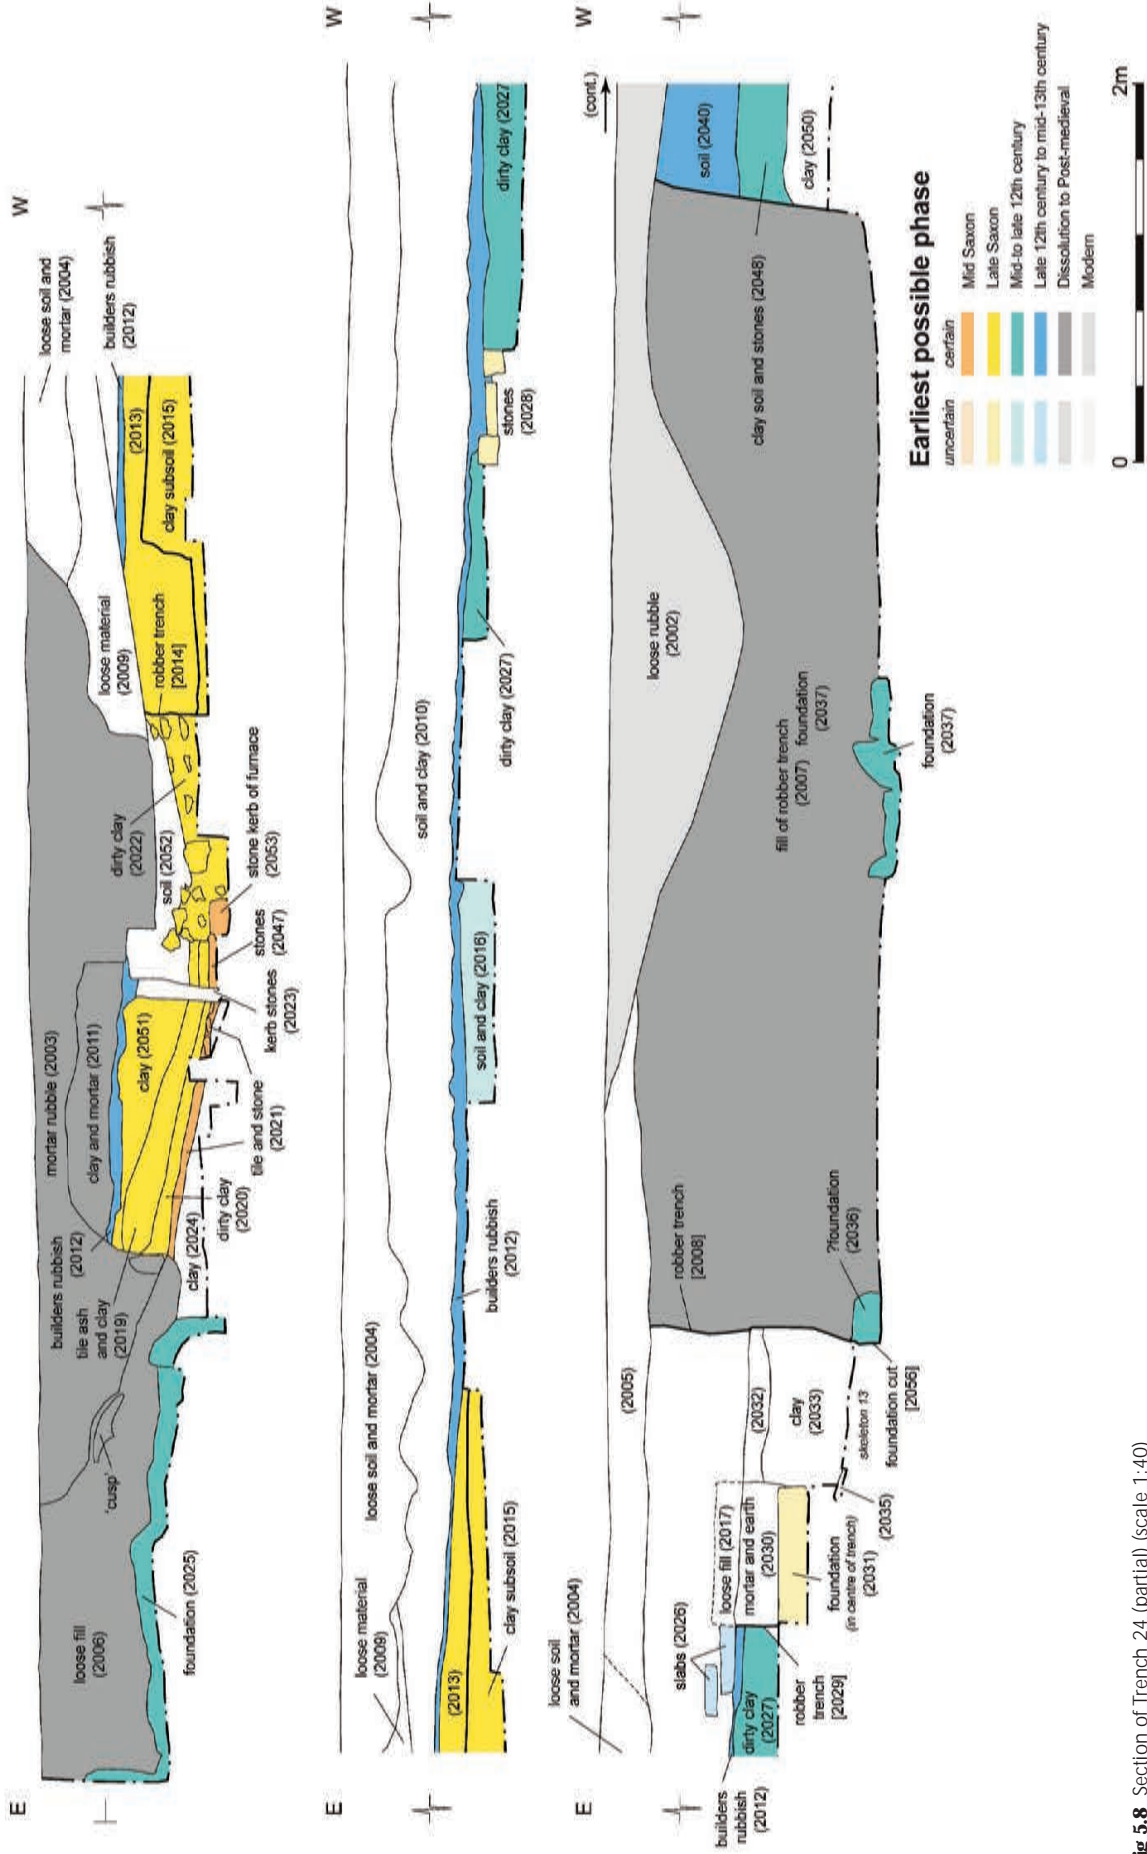 E
W
loose fill
(2006)
foundation (2025)
'cusp'
builders rubbish
(2012)
tile ash
and clay
(2019)
mortar rubble (2003)
clay and mortar (2011)
clay (2051)
clay (2024)
dirty clay
(2020)
tile and stone
(2021)
kerb stones
(2023)
stones
(2047)
stone kerb of furnace
(2053)
soil (2052)
dirty clay
(2022)
loose material
(2009)
robber trench
[2014]
(2013)
clay subsoil (2015)
builders rubbish
(2012)
loose soil and
mortar (2004)
E
W
loose material
(2009)
(2013)
clay subsoil (2015)
loose soil and mortar (2004)
builders rubbish
(2012)
soil and clay (2016)
soil and clay (2010)
dirty clay (2027)
stones
(2028)
dirty clay (2027
E
W
(cont.)
loose soil
and mortar (2004)
builders
rubbish
(2012)
slabs (2026)
dirty clay
(2027)
robber
trench
[2029]
loose fill (2017)
mortar and earth
(2030)
foundation
(in centre of trench)
(2031)
(2035)
(2005)
(2032)
clay
(2033)
skeleton 13
foundation cut
[2056]
robber trench
[2008]
?foundation
(2036)
loose rubble
(2002)
fill of robber trench
(2007)
foundation
(2037)
foundation
(2037)
clay soil and stones (2048)
soil (2040)
clay (2050)
Earliest possible phase
uncertain
certain
Mid Saxon
Late Saxon
Mid-to late 12th century
Late 12th century to mid-13th century
Dissolution to Post-medieval
Modern
0
2m
ig 5.8 Section of Trench 24 (partial) (scale 1:40)